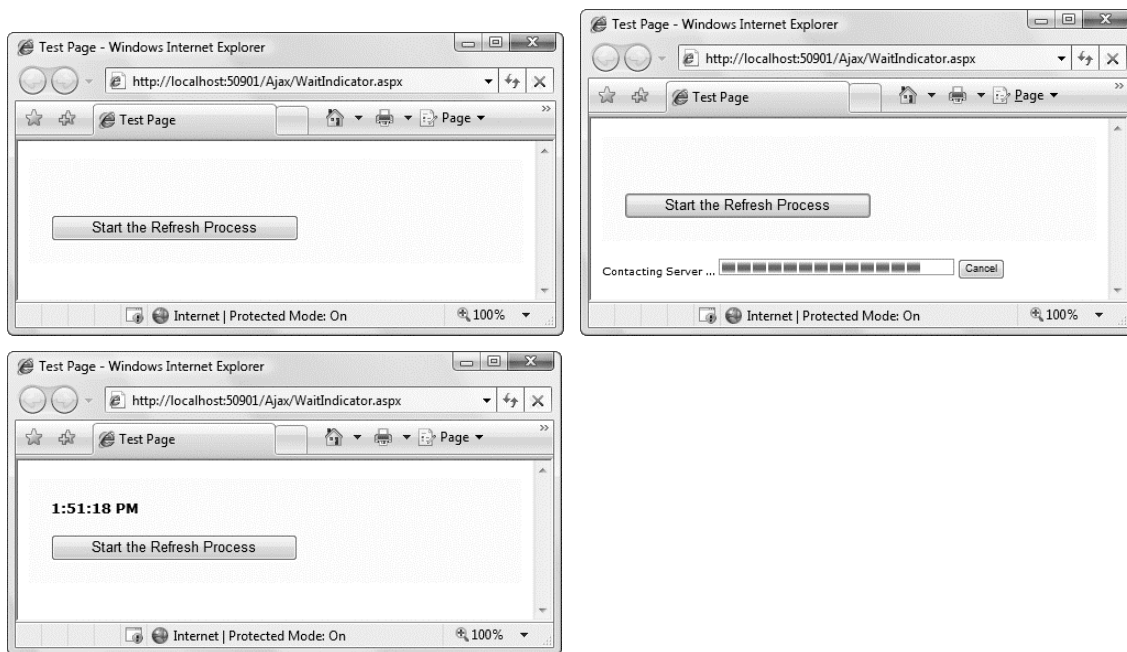 Test Page - Windows Internet Explorer
http://localhost:50901/Ajax/WaitIndicator.aspx
Test Page
Page
Start the Refresh Process
Internet | Protected Mode: On
100%
Test Page - Windows Internet Explorer
http://localhost:50901/Ajax/WaitIndicator.aspx
Test Page
Page
Start the Refresh Process
Contacting Server ... Cancel
Internet | Protected Mode: On
100%
Test Page - Windows Internet Explorer
http://localhost:50901/Ajax/WaitIndicator.aspx
Test Page
Page
1:51:18 PM
Start the Refresh Process
Internet | Protected Mode: On
100%